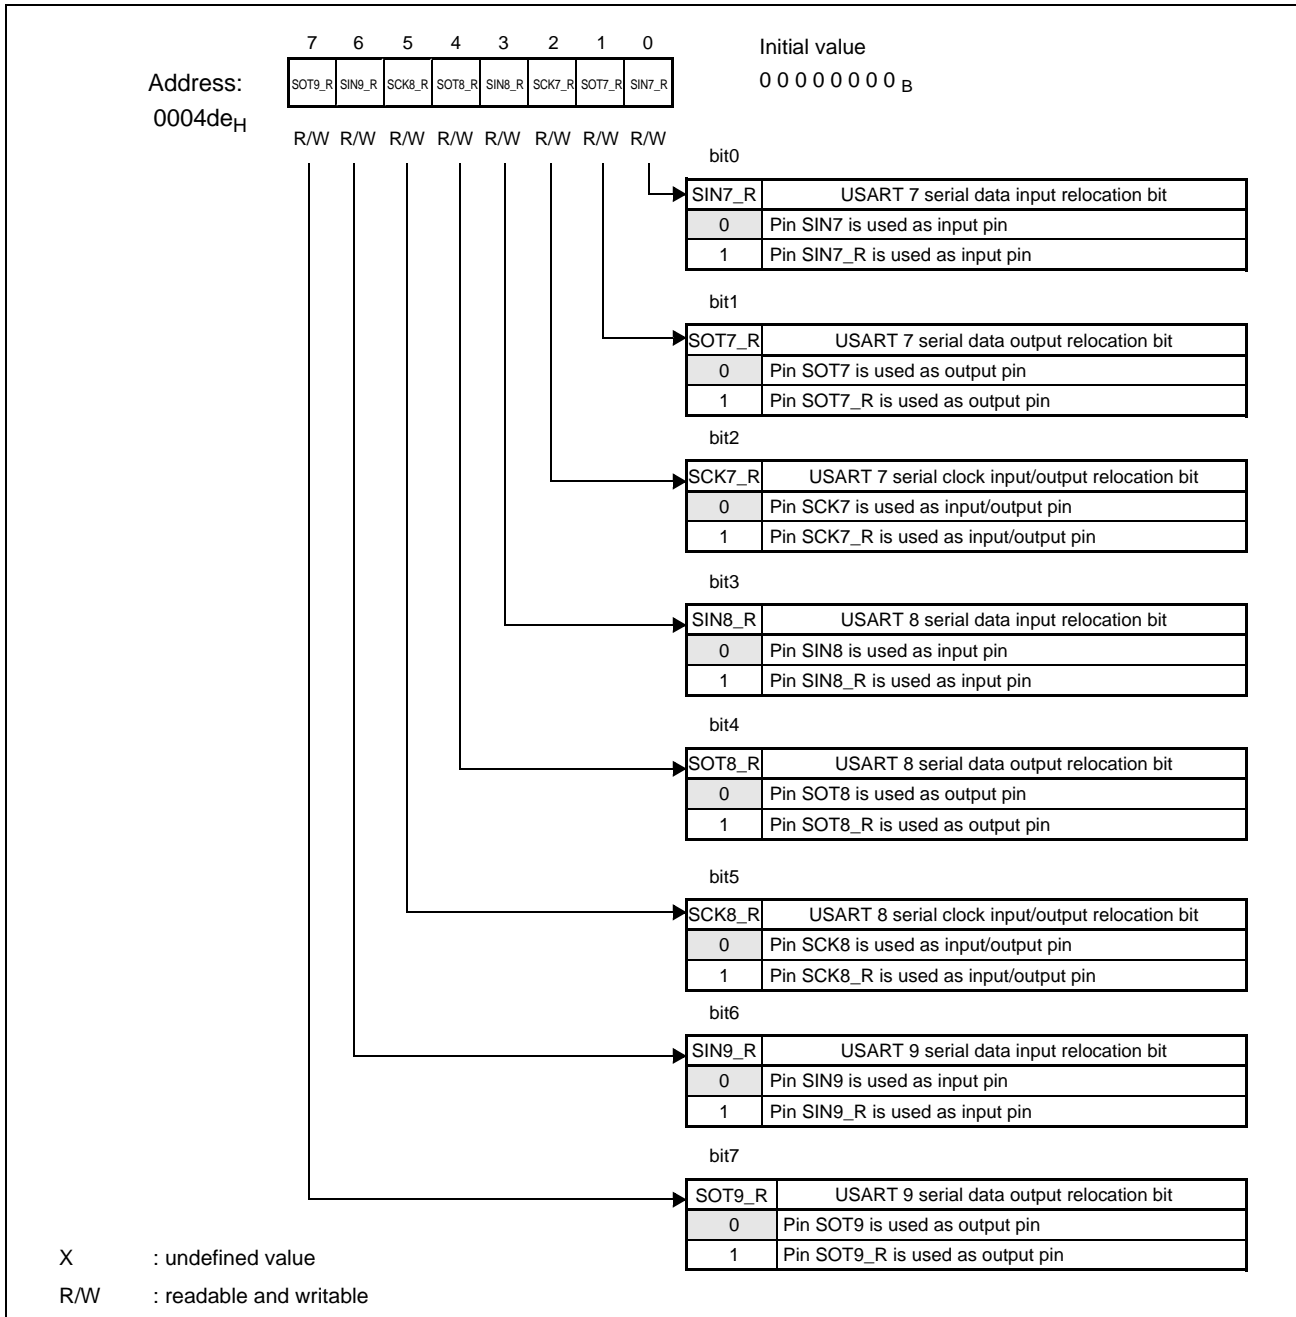 7 6 5 4 3 2 1 0 Initial value
Address: SOT9_R SIN9_R SCK8_R SOT8_R SIN8_R SCK7_R SOT7_R SIN7_R 0 0 0 0 0 0 0 0 B
0004deH
R/W R/W R/W R/W R/W R/W R/W R/W
bit0
SIN7_R USART 7 serial data input relocation bit
0 Pin SIN7 is used as input pin
1 Pin SIN7_R is used as input pin
bit1
SOT7_R USART 7 serial data output relocation bit
0 Pin SOT7 is used as output pin
1 Pin SOT7_R is used as output pin
bit2
SCK7_R USART 7 serial clock input/output relocation bit
0 Pin SCK7 is used as input/output pin
1 Pin SCK7_R is used as input/output pin
bit3
SIN8_R USART 8 serial data input relocation bit
0 Pin SIN8 is used as input pin
1 Pin SIN8_R is used as input pin
bit4
SOT8_R USART 8 serial data output relocation bit
0 Pin SOT8 is used as output pin
1 Pin SOT8_R is used as output pin
bit5
SCK8_R USART 8 serial clock input/output relocation bit
0 Pin SCK8 is used as input/output pin
1 Pin SCK8_R is used as input/output pin
bit6
SIN9_R USART 9 serial data input relocation bit
0 Pin SIN9 is used as input pin
1 Pin SIN9_R is used as input pin
bit7
SOT9_R USART 9 serial data output relocation bit
0 Pin SOT9 is used as output pin
1 Pin SOT9_R is used as output pin
X : undefined value
R/W : readable and writable